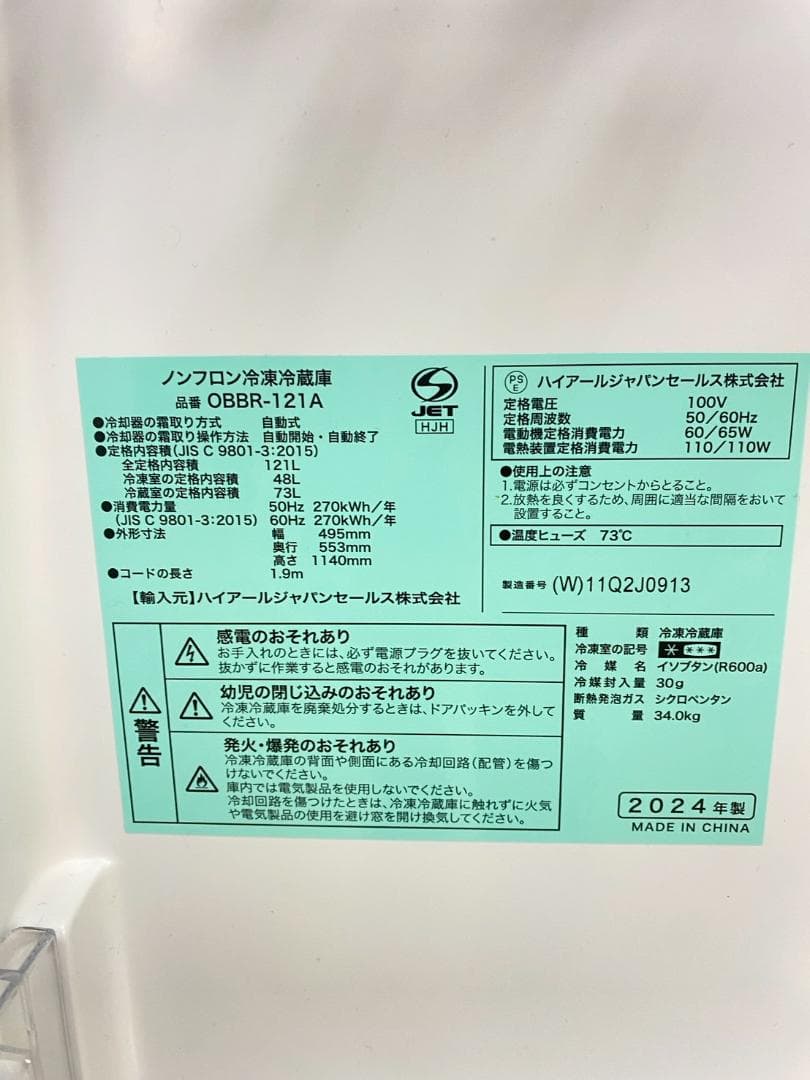 ノンフロン冷凍冷蔵庫
品番 OBBR-121A
●冷却器の霜取り方式 自動式
●冷却器の霜取り操作方法 自動開始・自動終了
●定格内容積(JIS C 9801-3:2015)
全定格内容積 121L
冷凍室の定格内容積 48L
冷蔵室の定格内容積 73L
●消費電力量 50Hz 270kWh/年
(JIS C 9801-3:2015) 60Hz 270kWh/年
●外形寸法 幅 495mm
奥行 553mm
高さ 1140mm
●コードの長さ 1.9m
【輸入元】ハイアールジャパンセールス株式会社
JET
HJH
PS
E
ハイアールジャパンセールス株式会社
定格電圧 100V
定格周波数 50/60Hz
電動機定格消費電力 60/65W
電熱装置定格消費電力 110/110W
●使用上の注意
1.電源は必ずコンセントからとること。
2.放熱を良くするため、周囲に適当な間隔をおいて
設置すること。
●温度ヒューズ 73℃
製造番号 (W)11Q2J0913
警告
感電のおそれあり
お手入れのときには、必ず電源プラグを抜いてください。
抜かずに作業すると感電のおそれがあります。
幼児の閉じ込みのおそれあり
冷凍冷蔵庫を廃棄処分するときは、ドアパッキンを外して
ください。
発火・爆発のおそれあり
冷凍冷蔵庫の背面や側面にある冷却回路(配管)を傷つ
けないでください。
庫内では電気製品を使用しないでください。
冷却回路を傷つけたときは、冷凍冷蔵庫に触れずに火気
や電気製品の使用を避け窓を開け換気してください。
種類 冷凍冷蔵庫
冷凍室の記号
冷媒名 イソブタン(R600a)
冷媒封入量 30g
断熱発泡ガス シクロペンタン
質量 34.0kg
2024年製
MADE IN CHINA